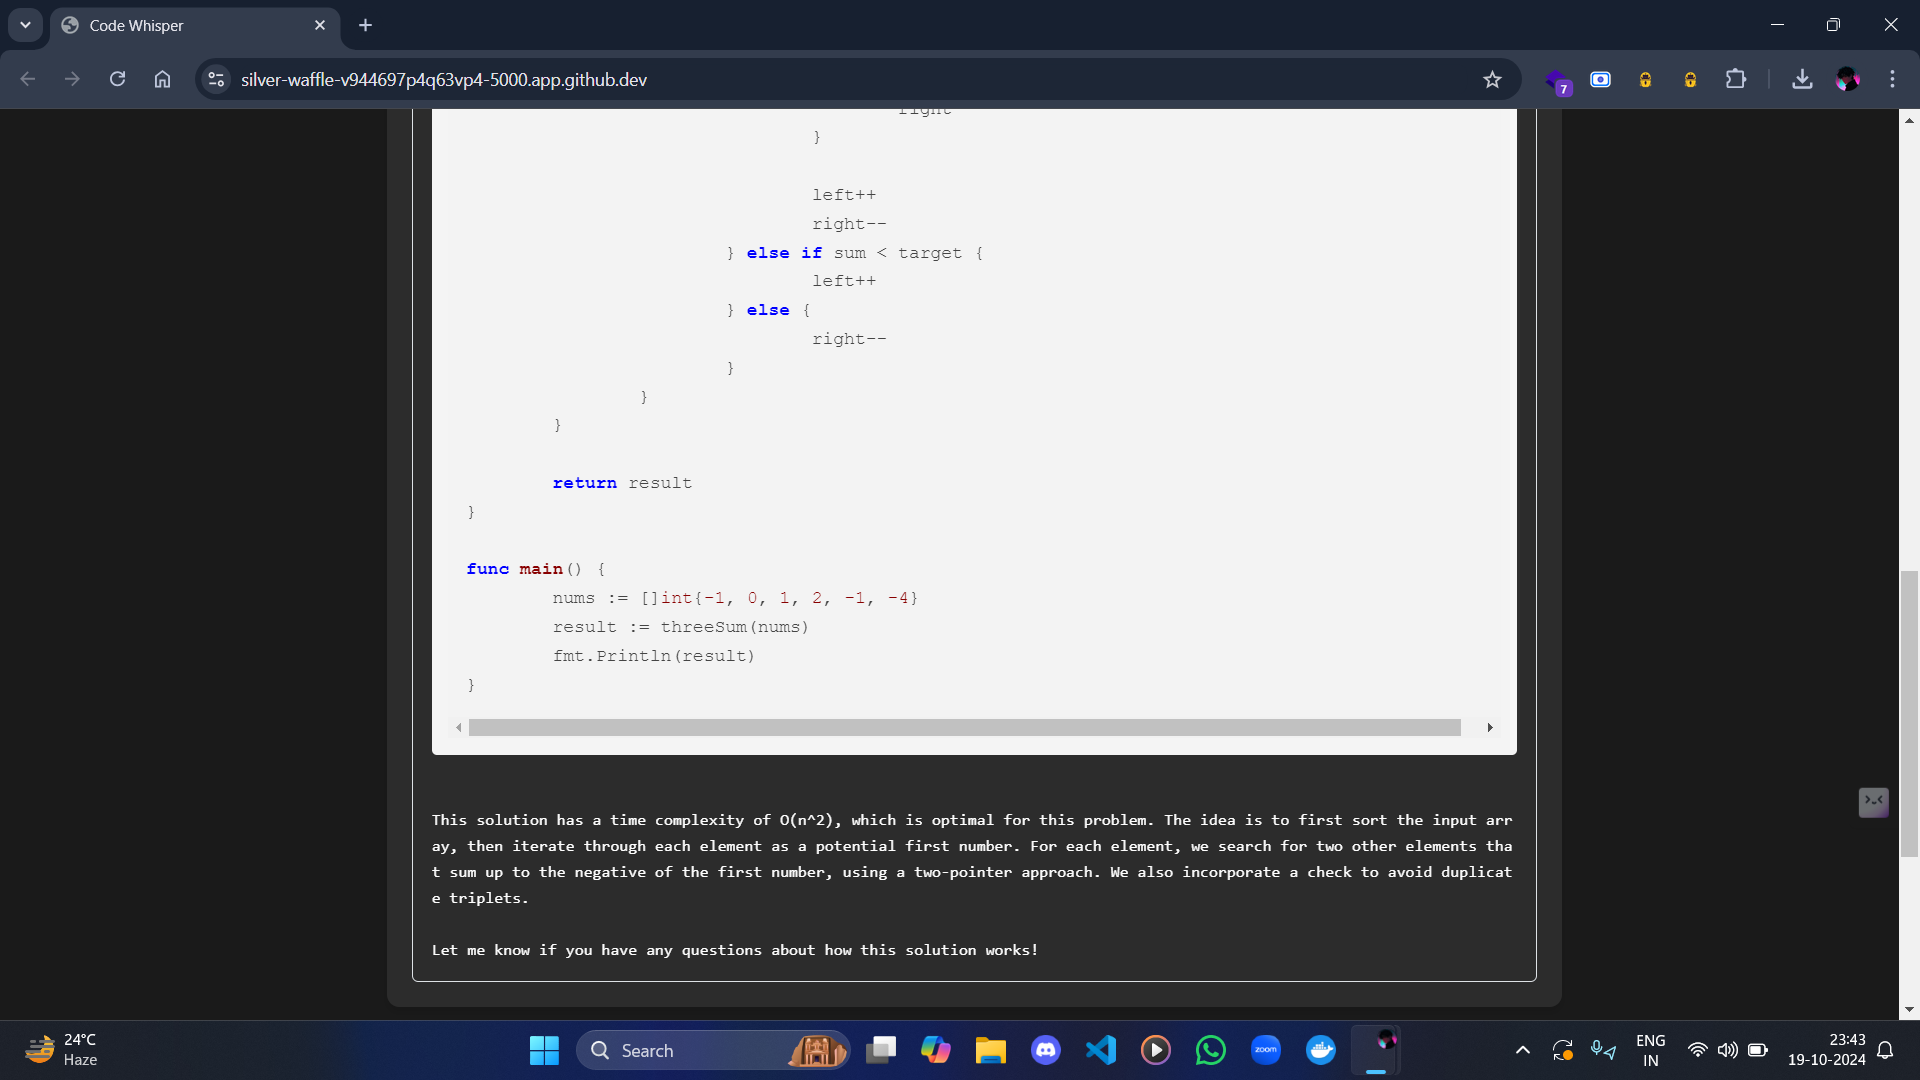 Code Whisper
silver-waffle-v944697p4q63vp4-5000.app.github.dev
7
right
}
left++
right--
} else if sum < target {
left++
} else {
right--
}
}
}
return result
}
func main() {
nums := []int{-1, 0, 1, 2, -1, -4}
result := threeSum(nums)
fmt.Println(result)
}
This solution has a time complexity of O(n^2), which is optimal for this problem. The idea is to first sort the input arr
ay, then iterate through each element as a potential first number. For each element, we search for two other elements tha
t sum up to the negative of the first number, using a two-pointer approach. We also incorporate a check to avoid duplicat
e triplets.
Let me know if you have any questions about how this solution works!
24°C
Haze
Search
zoom
ENG
IN
23:43
19-10-2024